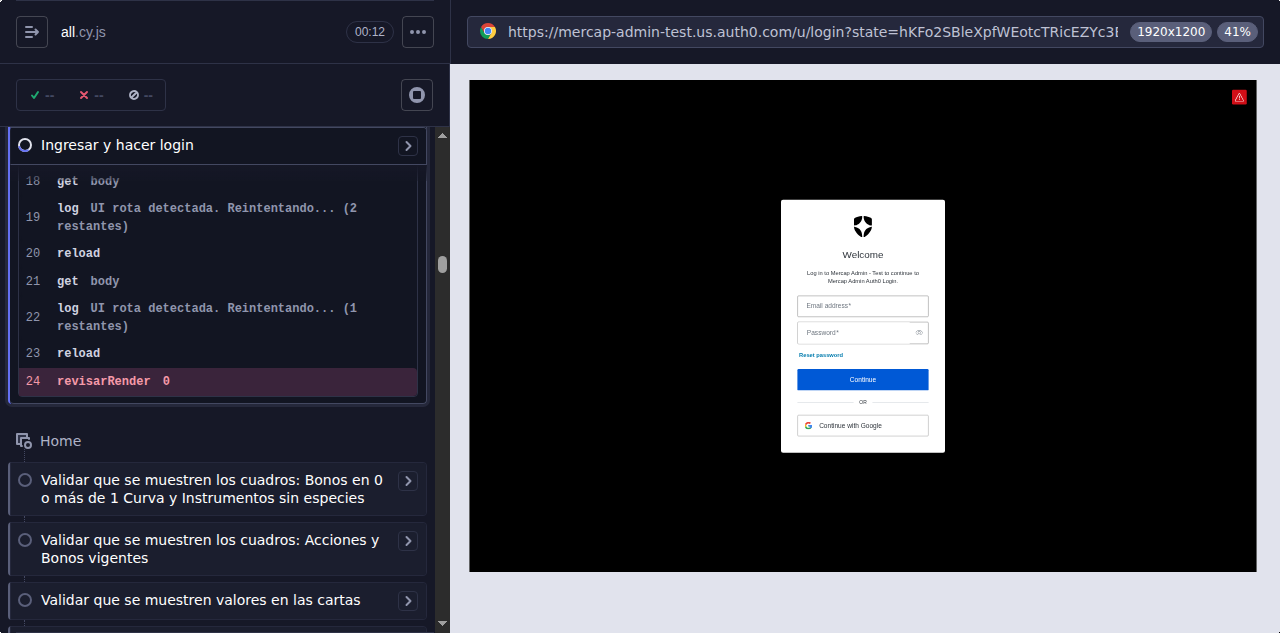 all.cy.js
00:12
https://mercap-admin-test.us.auth0.com/u/login?state=hKFo2SBleXpfWEotcTRicEZYc3E
1920x1200
41%
--
--
--
Ingresar y hacer login
18 get body
19 log UI rota detectada. Reintentando... (2
restantes)
20 reload
21 get body
22 log UI rota detectada. Reintentando... (1
restantes)
23 reload
24 revisarRender 0
Home
Validar que se muestren los cuadros: Bonos en 0
o más de 1 Curva y Instrumentos sin especies
Validar que se muestren los cuadros: Acciones y
Bonos vigentes
Validar que se muestren valores en las cartas
Welcome
Log in to Mercap Admin - Test to continue to
Mercap Admin Auth0 Login.
Email address*
Password*
Reset password
Continue
OR
Continue with Google